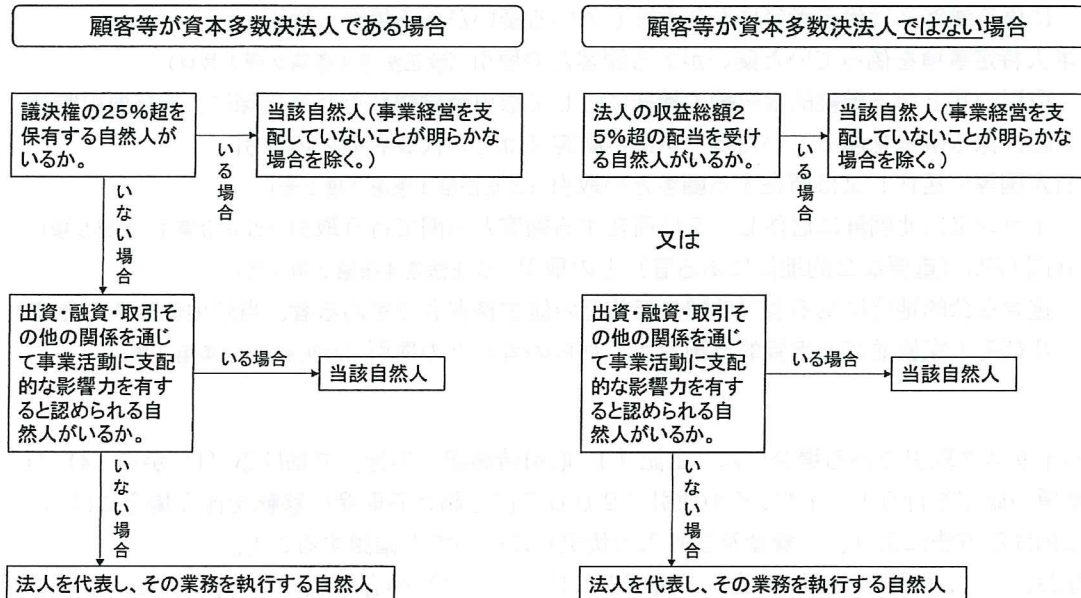 顧客等が資本多数決法人である場合
議決権の25%超を
保有する自然人が
いるか。
いる場合
当該自然人(事業経営を支
配していないことが明らかな
場合を除く。)
いない場合
出資・融資・取引そ
の他の関係を通じ
て事業活動に支配
的な影響力を有す
ると認められる自
然人がいるか。
いる場合
当該自然人
いない場合
法人を代表し、その業務を執行する自然人
顧客等が資本多数決法人ではない場合
法人の収益総額2
5%超の配当を受け
る自然人がいるか。
いる場合
当該自然人(事業経営を支
配していないことが明らかな
場合を除く。)
又は
出資・融資・取引そ
の他の関係を通じ
て事業活動に支配
的な影響力を有す
ると認められる自
然人がいるか。
いる場合
当該自然人
いない場合
法人を代表し、その業務を執行する自然人